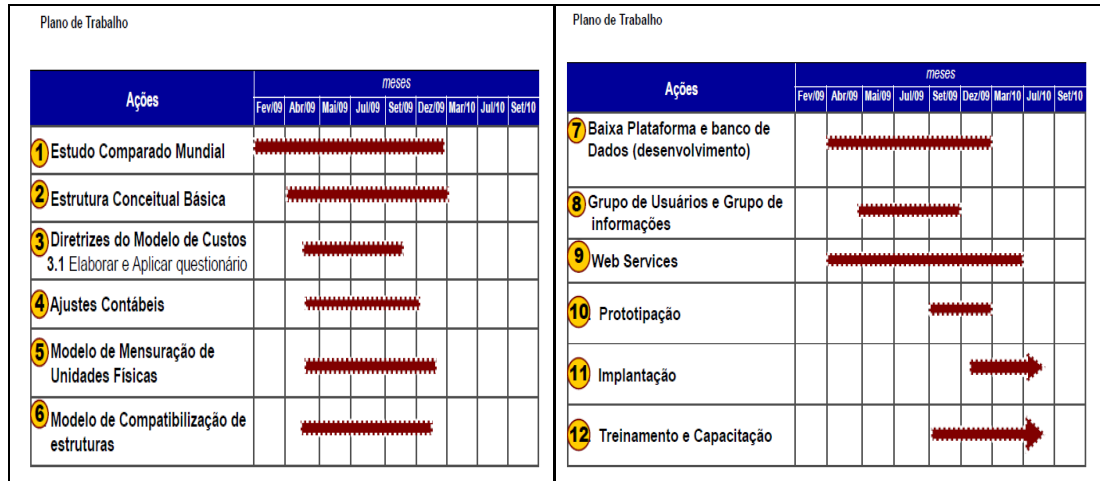 Plano de Trabalho
Ações
meses
Fev/09 Abr/09 Mai/09 Jul/09 Set/09 Dez/09 Mar/10 Jul/10 Set/10
1 Estudo Comparado Mundial
2 Estrutura Conceitual Básica
3 Diretrizes do Modelo de Custos
3.1 Elaborar e Aplicar questionário
4 Ajustes Contábeis
5 Modelo de Mensuração de
Unidades Físicas
6 Modelo de Compatibilização de
estruturas
Plano de Trabalho
Ações
meses
Fev/09 Abr/09 Mai/09 Jul/09 Set/09 Dez/09 Mar/10 Jul/10 Set/10
7 Baixa Plataforma e banco de
Dados (desenvolvimento)
8 Grupo de Usuários e Grupo de
informações
9 Web Services
10 Prototipação
11 Implantação
12 Treinamento e Capacitação